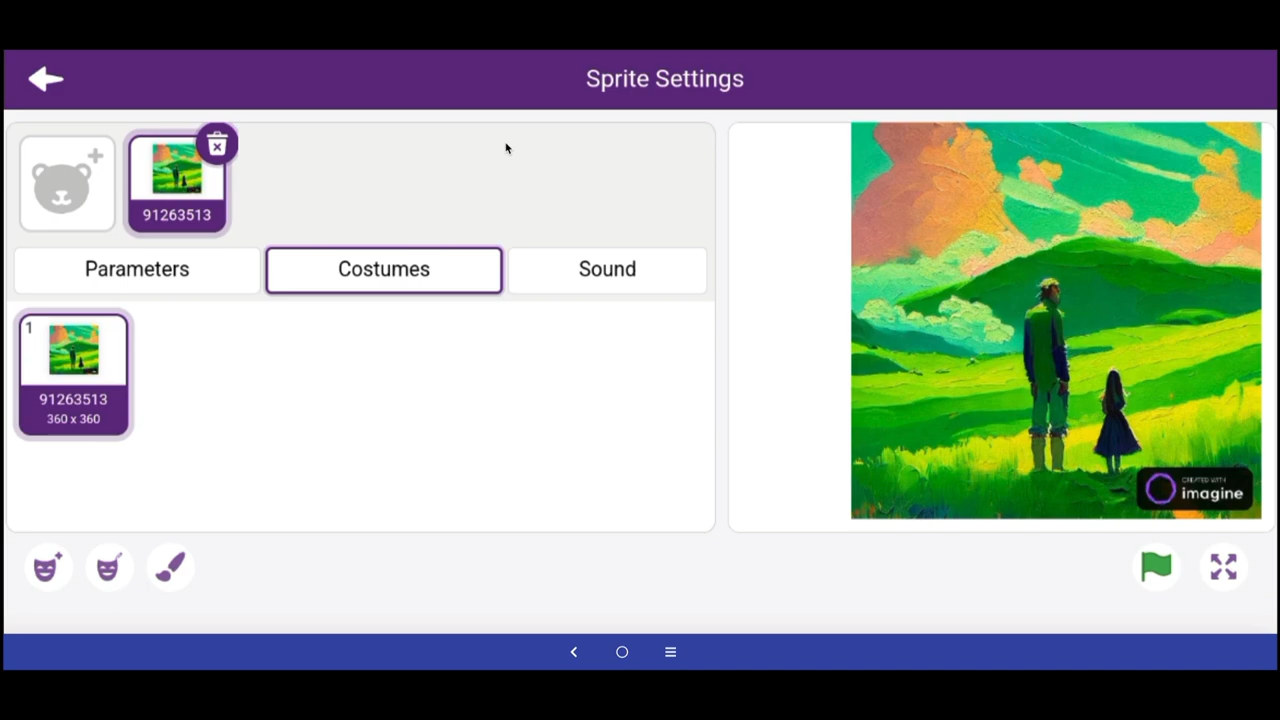 Sprite Settings
91263513
Parameters
Costumes
Sound
1
91263513
360 x 360
CREATED WITH
imagine